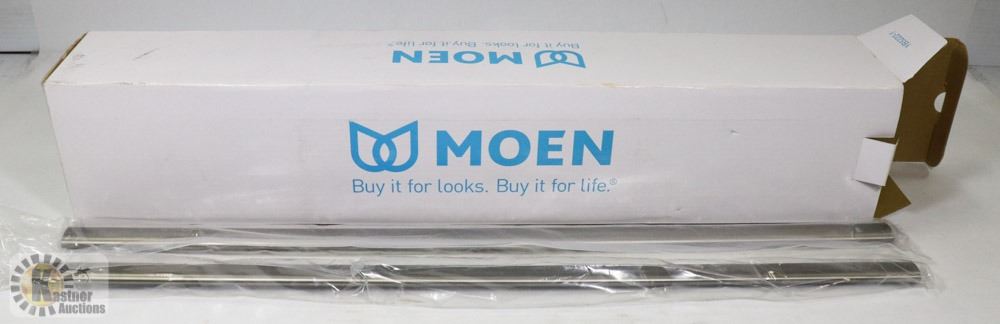 Buy it for looks. Buy it for life.®
MOEN
MOEN
Buy it for looks. Buy it for life.®
Kastner
Auctions